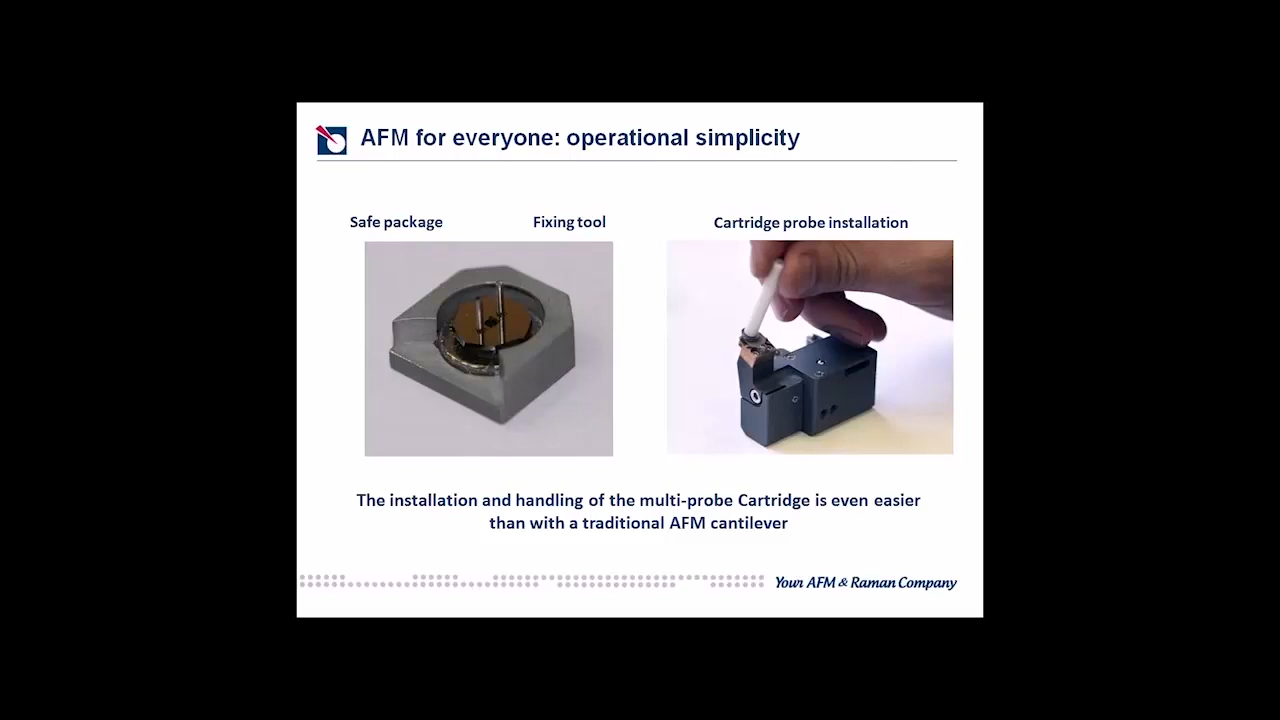 AFM for everyone: operational simplicity
Safe package
Fixing tool
Cartridge probe installation
The installation and handling of the multi-probe Cartridge is even easier
than with a traditional AFM cantilever
Your AFM & Raman Company